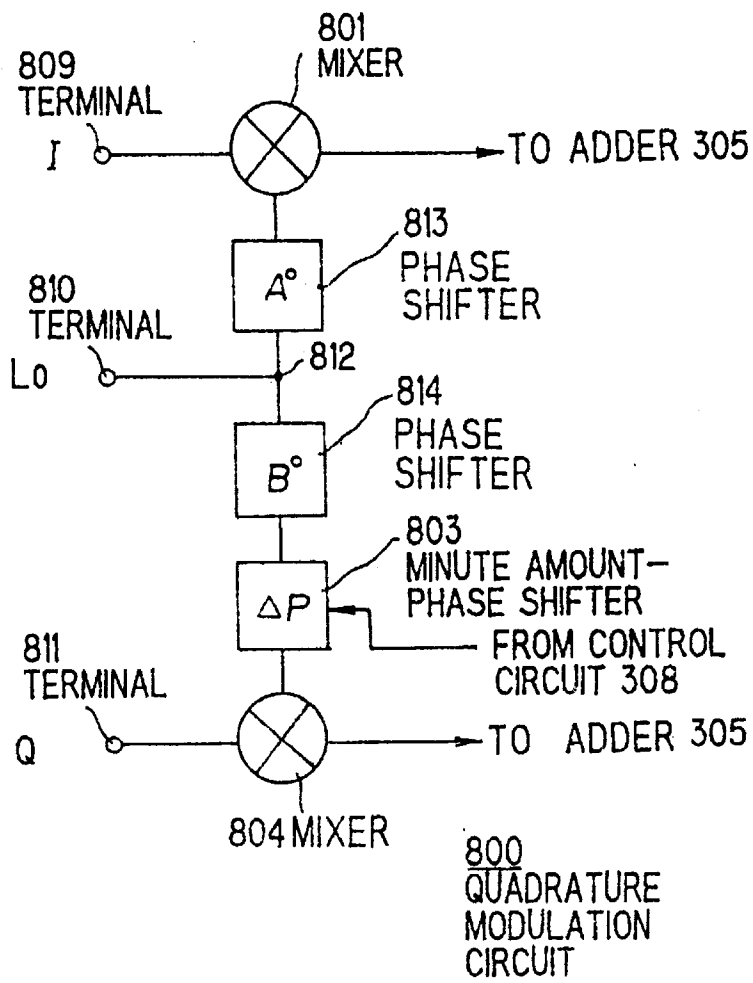 801
MIXER
809
TERMINAL
I
TO ADDER 305
813
PHASE
SHIFTER
A°
810
TERMINAL
Lo
812
814
PHASE
SHIFTER
B°
803
MINUTE AMOUNT-
PHASE SHIFTER
ΔP
FROM CONTROL
CIRCUIT 308
811
TERMINAL
Q
TO ADDER 305
804 MIXER
800
QUADRATURE
MODULATION
CIRCUIT